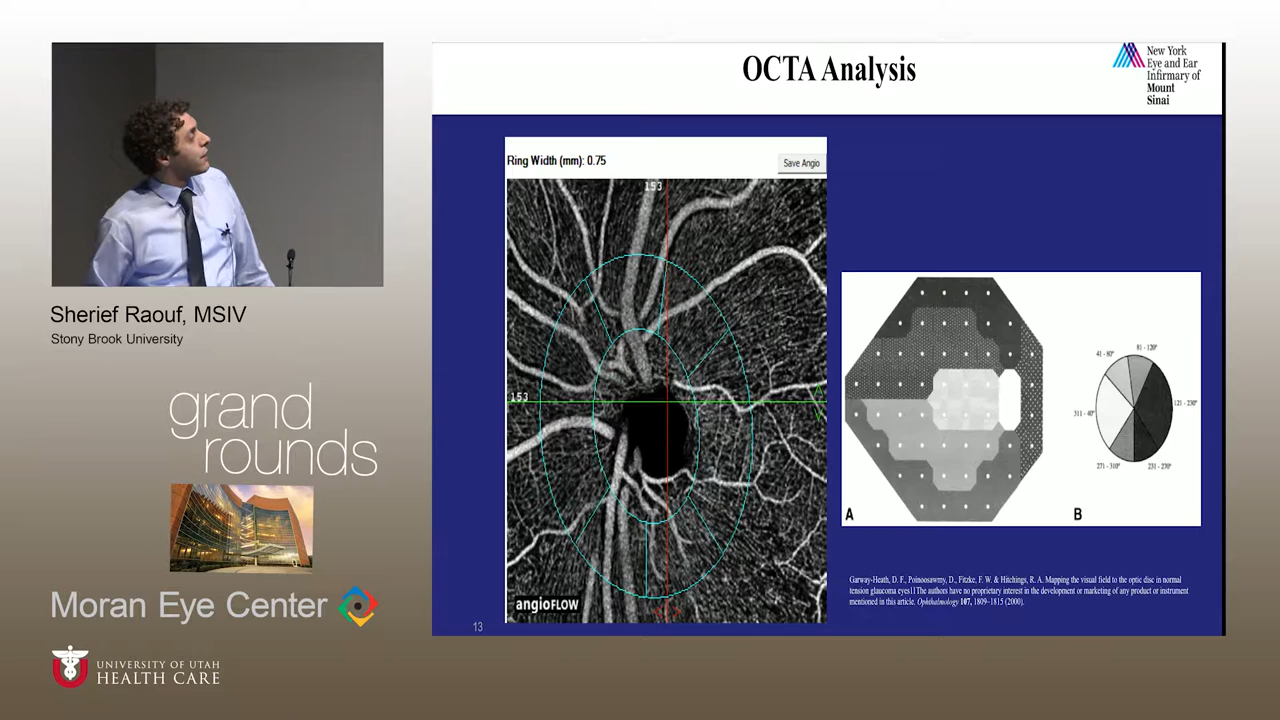 OCTA Analysis
New York
Eye and Ear
Infirmary of
Mount
Sinai
Ring Width (mm): 0.75
Save Angio
153
153
angioFLOW
41 - 80°
81 - 120°
311 - 40°
121 - 230°
271 - 310°
231 - 270°
A
B
Garway-Heath, D. F., Poinoosawmy, D., Fitzke, F. W. & Hitchings, R. A. Mapping the visual field to the optic disc in normal
tension glaucoma eyes11The authors have no proprietary interest in the development or marketing of any product or instrument
mentioned in this article. Ophthalmology 107, 1809–1815 (2000).
13
Sherief Raouf, MSIV
Stony Brook University
grand
rounds
Moran Eye Center
UNIVERSITY OF UTAH
HEALTH CARE